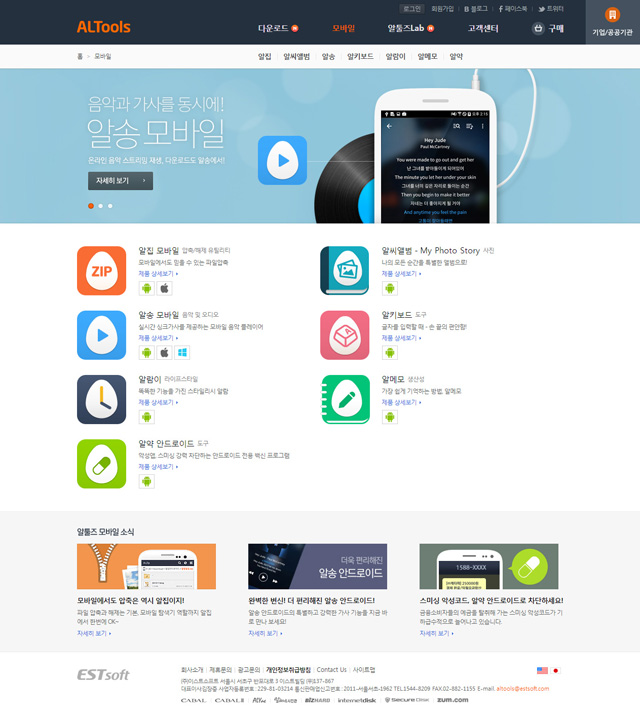 로그인 회원가입 B 블로그 f 페이스북 트위터
ALTools
다운로드 N 모바일 알툴즈Lab N 고객센터 구매
기업/공공기관
홈 > 모바일
알집 알씨앨범 알송 알키보드 알람이 알메모 알약
음악과 가사를 동시에!
알송 모바일
온라인 음악 스트리밍 재생, 다운로드도 알송에서!
자세히 보기
Hey Jude
Paul McCartney
You were made to go out and get her
난 그녀를 받아들이게 되어있어
The minute you let her under your skin
그녀를 너의 깊은 곳으로 들이는 순간
Then you begin to make it better
And anytime you feel the pain
ZIP
알집 모바일 압축/해제 유틸리티
모바일에서도 믿을 수 있는 파일압축
제품 상세보기
알씨앨범 - My Photo Story 사진
나의 모든 순간을 특별한 앨범으로!
제품 상세보기
알송 모바일 음악 및 오디오
실시간 싱크가사를 제공하는 모바일 음악 플레이어
제품 상세보기
알키보드 도구
글자를 입력할 때 - 손 끝의 편안함!
제품 상세보기
알람이 라이프스타일
똑똑한 기능을 가진 스타일리시 알람
제품 상세보기
알메모 생산성
가장 쉽게 기억하는 방법, 알메모
제품 상세보기
알약 안드로이드 도구
악성앱, 스미싱 강력 차단하는 안드로이드 전용 백신 프로그램
제품 상세보기
알툴즈 모바일 소식
더욱 편리해진
알송 안드로이드
1588-XXXX
모바일에서도 압축은 역시 알집이지!
파일 압축과 해제는 기본, 모바일 탐색기 역할까지 알집
에서 한번에 OK~
자세히 보기
완벽한 변신! 더 편리해진 알송 안드로이드!
알송 안드로이드의 특별하고 강력한 가사 기능을 지금 바
로 만나 보세요!
자세히 보기
스미싱 악성코드, 알약 안드로이드로 차단하세요!
금융소비자들의 예금을 탈취해 가는 스미싱 악성코드가 기
하급수적으로 늘어나고 있습니다.
자세히 보기
ESTsoft
회사소개 제휴문의 광고문의 개인정보취급방침 Contact Us 사이트맵
(주)이스트소프트 서울시 서초구 반포대로 3 이스트빌딩 (우)137-867
대표이사김장중 사업자등록번호 : 229-81-03214 통신판매업신고번호 : 2011-서울서초-1962 TEL1544-8209 FAX.02-882-1155 E-mail. altools@estsoft.com
CABAL CABAL II BIZHARD internetdisk Secure Disk zum.com